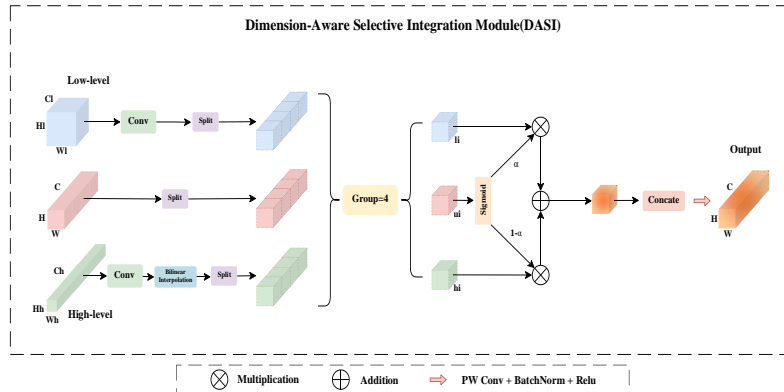 Dimension-Aware Selective Integration Module(DASI)
Low-level
Cl
Hl
Wl
Conv
Split
li
C
H
W
Split
Group=4
ui
Sigmoid
α
1-α
Concate
Output
C
H
W
Ch
Hh
Wh
High-level
Conv
Bilinear
Interpolation
Split
hi
Multiplication
Addition
PW Conv + BatchNorm + Relu